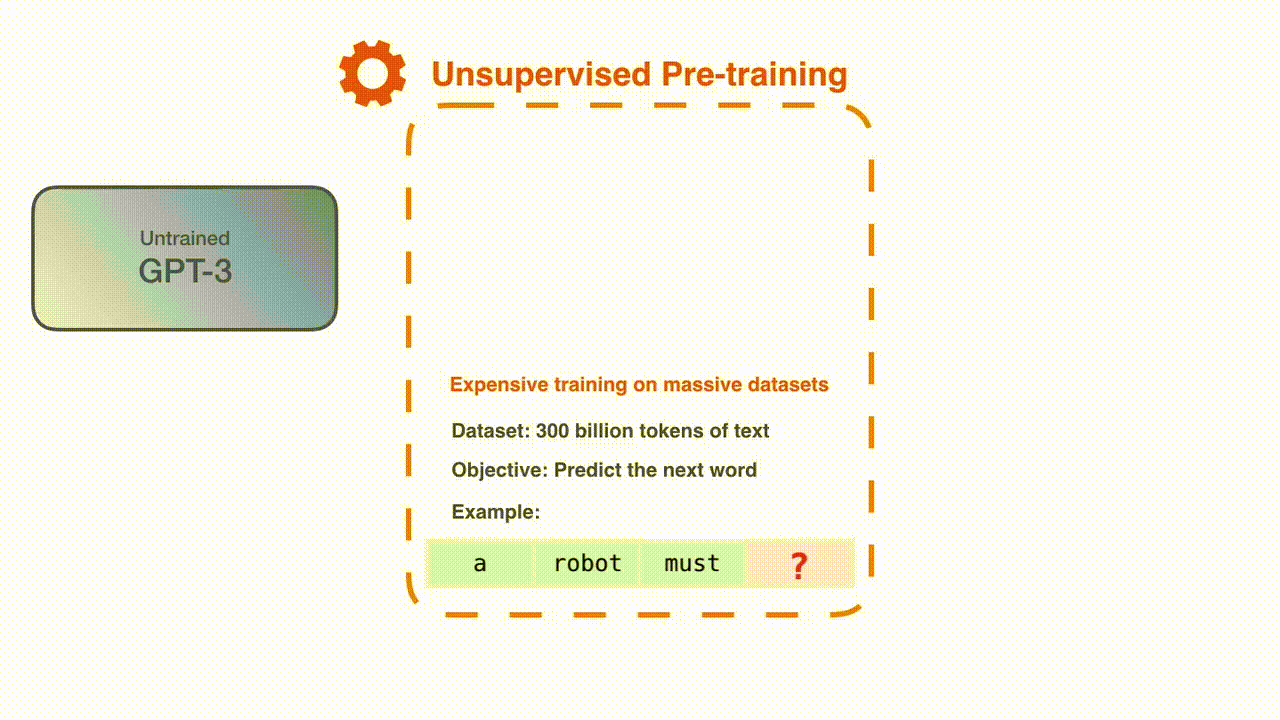 Unsupervised Pre-training
Untrained
GPT-3
Expensive training on massive datasets
Dataset: 300 billion tokens of text
Objective: Predict the next word
Example:
a robot must ?